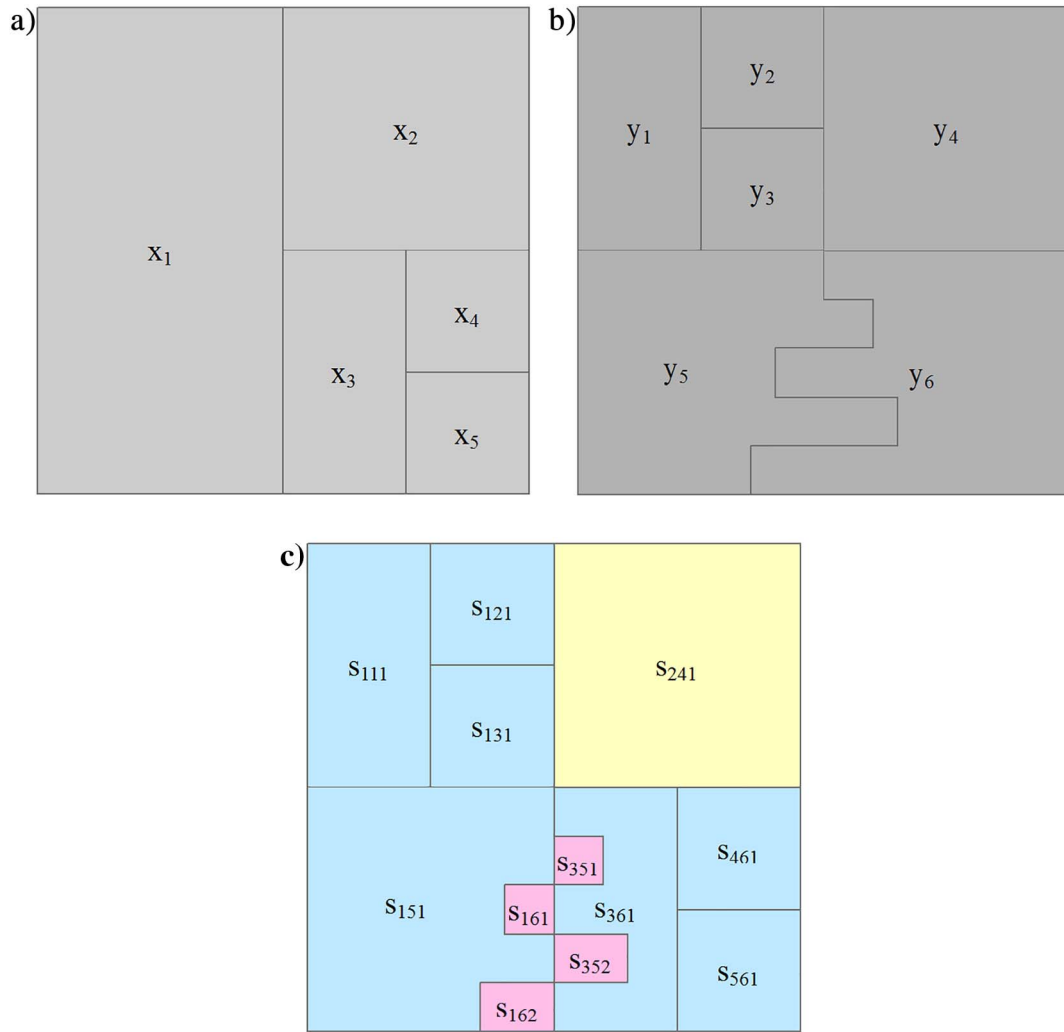 a)
x₁
x₂
x₃
x₄
x₅
b)
y₁
y₂
y₃
y₄
y₅
y₆
c)
s₁₁₁
s₁₂₁
s₁₃₁
s₂₄₁
s₁₅₁
s₃₅₁
s₁₆₁
s₃₆₁
s₃₅₂
s₁₆₂
s₄₆₁
s₅₆₁